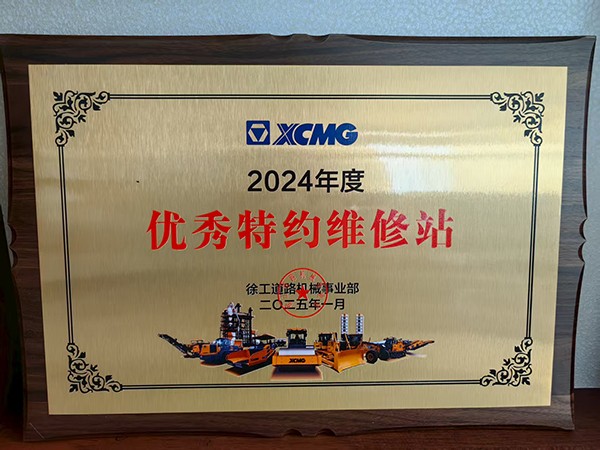 XCMG
2024年度
优秀特约维修站
徐工道路机械事业部
二〇二五年一月
XCMG